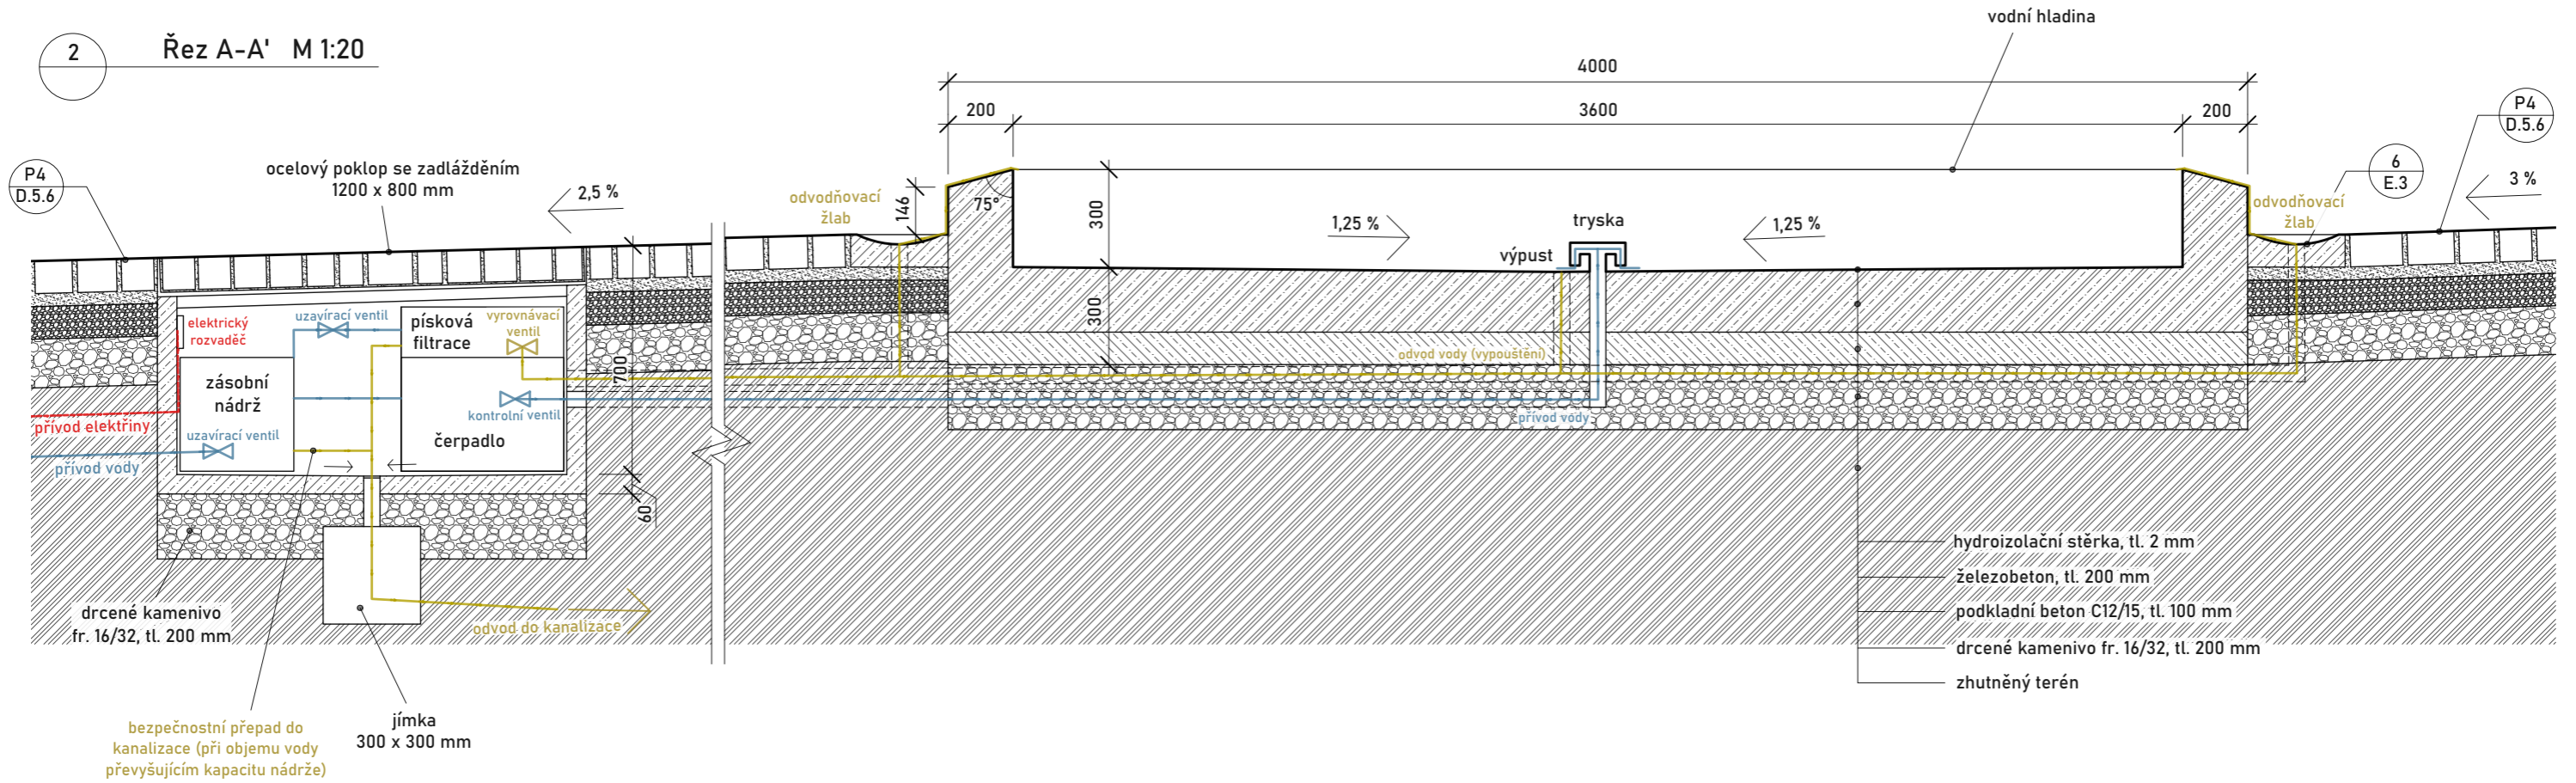 2
Řez A-A' M 1:20
vodní hladina
4000
200
3600
200
P4
D.5.6
ocelový poklop se zadlážděním
1200 x 800 mm
2,5 %
odvodňovací
žlab
146
75°
300
1,25 %
tryska
výpust
1,25 %
P4
D.5.6
6
E.3
3 %
odvodňovací
žlab
elektrický
rozvaděč
uzavírací ventil
písková
filtrace
vyrovnávací
ventil
700
300
odvod vody (vypouštění)
zásobní
nádrž
přívod elektřiny
uzavírací ventil
přívod vody
kontrolní ventil
čerpadlo
přívod vody
60
drcené kamenivo
fr. 16/32, tl. 200 mm
odvod do kanalizace
hydroizolační stěrka, tl. 2 mm
železobeton, tl. 200 mm
podkladní beton C12/15, tl. 100 mm
drcené kamenivo fr. 16/32, tl. 200 mm
zhutněný terén
bezpečnostní přepad do
kanalizace (při objemu vody
převyšujícím kapacitu nádrže)
jímka
300 x 300 mm